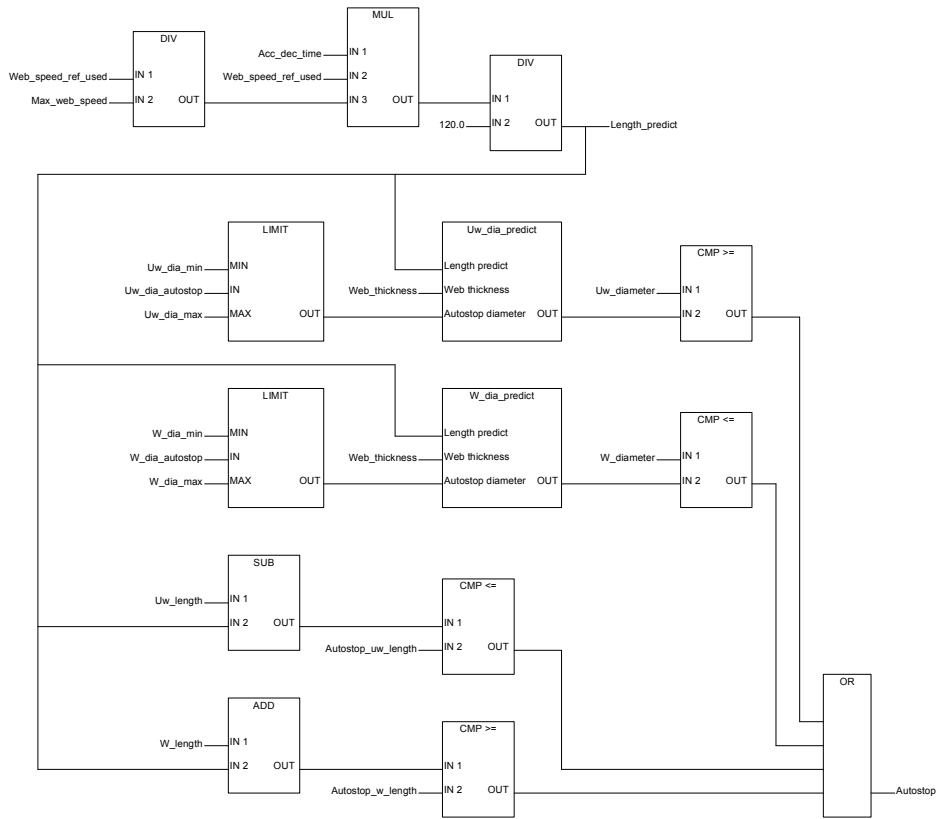 MUL
DIV
Acc_dec_time IN 1
DIV
Web_speed_ref_used IN 1
Web_speed_ref_used IN 2
Max_web_speed IN 2 OUT
IN 3 OUT
IN 1
120.0 IN 2 OUT Length_predict
LIMIT
Uw_dia_predict
CMP >=
Uw_dia_min MIN
Length predict
Uw_dia_autostop IN
Web_thickness Web thickness
Uw_diameter IN 1
Uw_dia_max MAX OUT
Autostop diameter OUT
IN 2 OUT
LIMIT
W_dia_predict
CMP <=
W_dia_min MIN
Length predict
W_dia_autostop IN
Web_thickness Web thickness
W_diameter IN 1
W_dia_max MAX OUT
Autostop diameter OUT
IN 2 OUT
SUB
CMP <=
Uw_length IN 1
IN 2 OUT
IN 1
Autostop_uw_length IN 2 OUT
OR
ADD
CMP >=
W_length IN 1
IN 2 OUT
IN 1
Autostop_w_length IN 2 OUT
Autostop